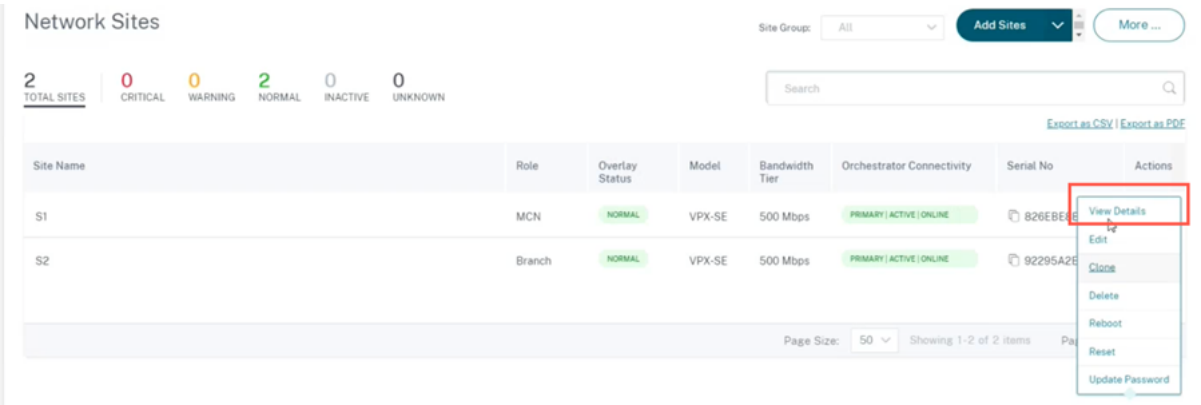 Network Sites
Site Group: All
Add Sites
More ...
2 0 0 2 0 0
TOTAL SITES CRITICAL WARNING NORMAL INACTIVE UNKNOWN
Search
Export as CSV | Export as PDF
Site Name Role Overlay Status Model Bandwidth Tier Orchestrator Connectivity Serial No Actions
S1 MCN NORMAL VPX-SE 500 Mbps PRIMARY | ACTIVE | ONLINE
View Details
Edit
S2 Branch NORMAL VPX-SE 500 Mbps PRIMARY | ACTIVE | ONLINE 92295A2E
Clone
Delete
Reboot
Reset
Update Password
Page Size: 50 Showing 1-2 of 2 items